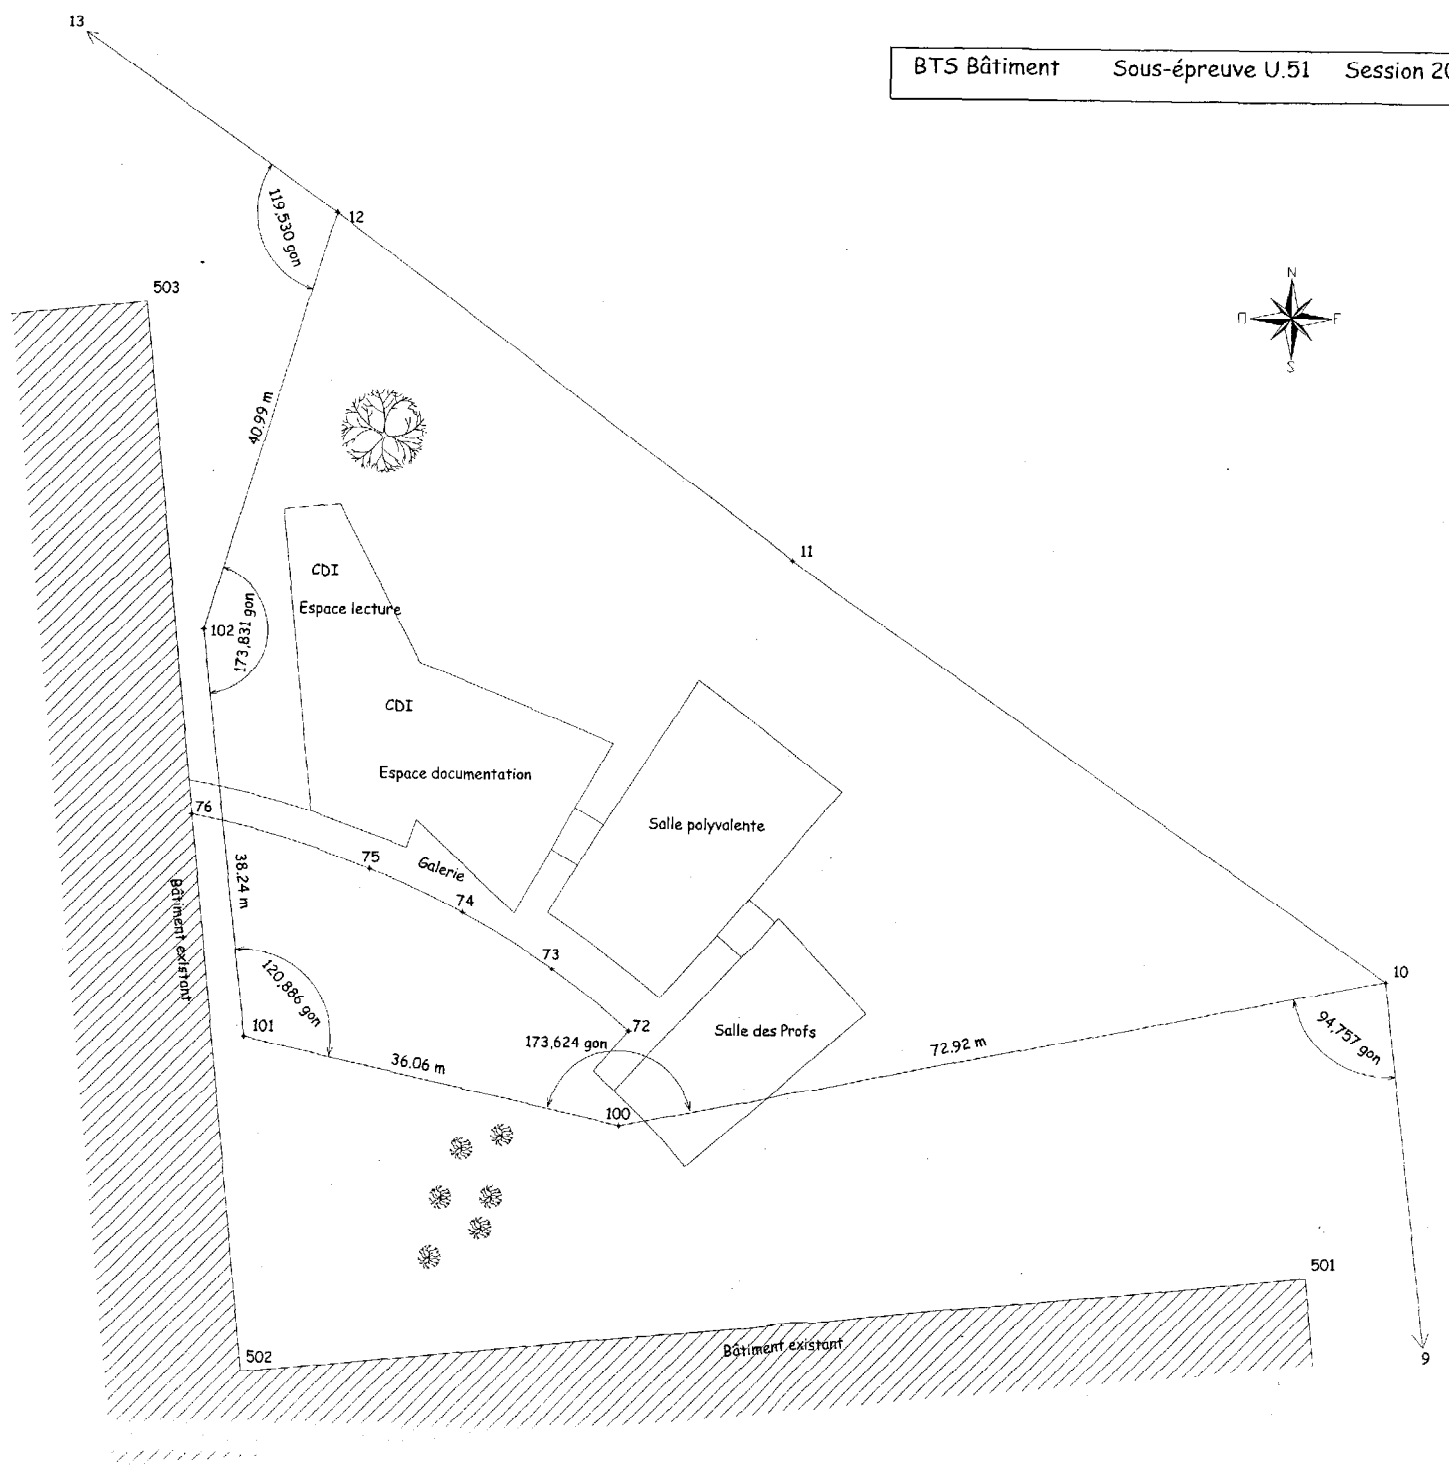 13
BTS Bâtiment Sous-épreuve U.51 Session 20
119,530 gon
12
503
N
O E
S
40.99 m
11
CDI
Espace lecture
102
173,831 gon
CDI
Espace documentation
76
Salle polyvalente
75
Galerie
38.24 m
Bâtiment existant
74
73
10
120,886 gon
101
72
Salle des Profs
94,757 gon
173,624 gon
72.92 m
36.06 m
100
501
Bâtiment existant
502
9